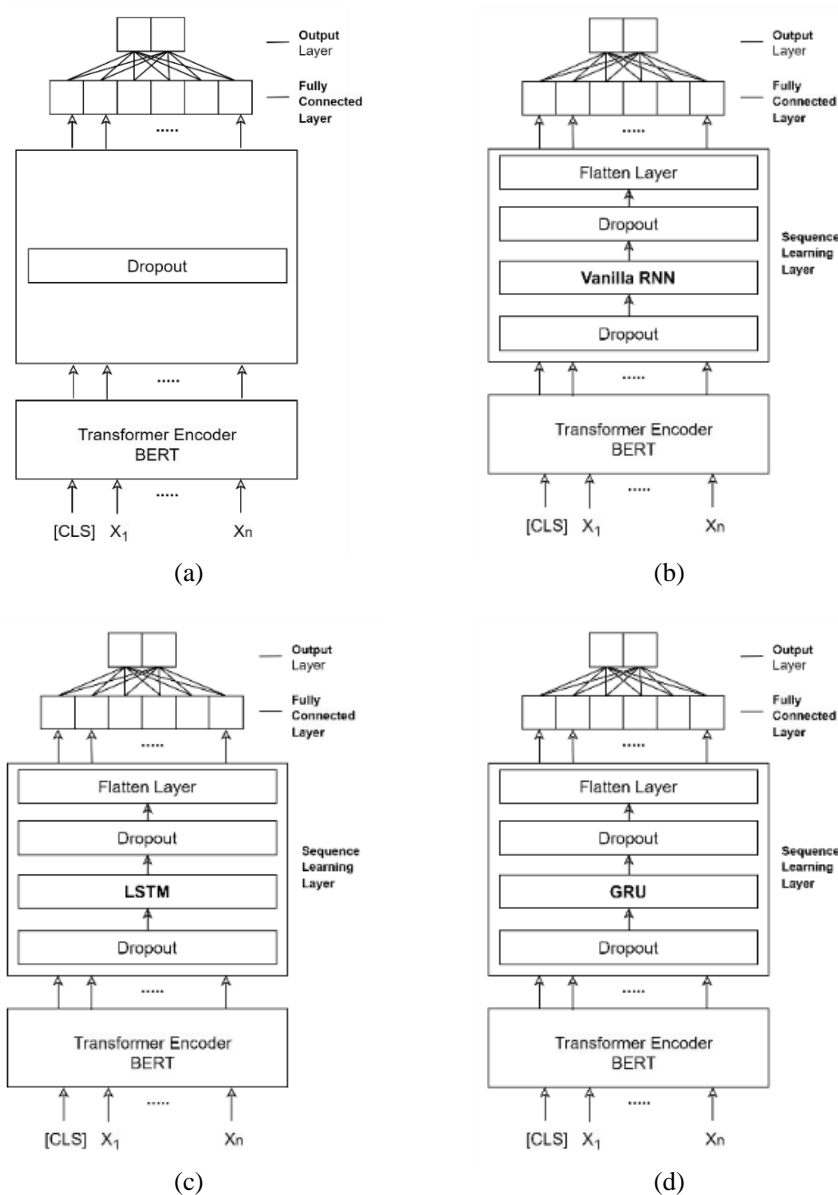 Output
Layer
Fully
Connected
Layer
.....
Dropout
.....
Transformer Encoder
BERT
.....
[CLS] X1 Xn
(a)
Output
Layer
Fully
Connected
Layer
.....
Flatten Layer
Dropout
Vanilla RNN
Dropout
Sequence
Learning
Layer
.....
Transformer Encoder
BERT
.....
[CLS] X1 Xn
(b)
Output
Layer
Fully
Connected
Layer
.....
Flatten Layer
Dropout
LSTM
Dropout
Sequence
Learning
Layer
.....
Transformer Encoder
BERT
.....
[CLS] X1 Xn
(c)
Output
Layer
Fully
Connected
Layer
.....
Flatten Layer
Dropout
GRU
Dropout
Sequence
Learning
Layer
.....
Transformer Encoder
BERT
.....
[CLS] X1 Xn
(d)